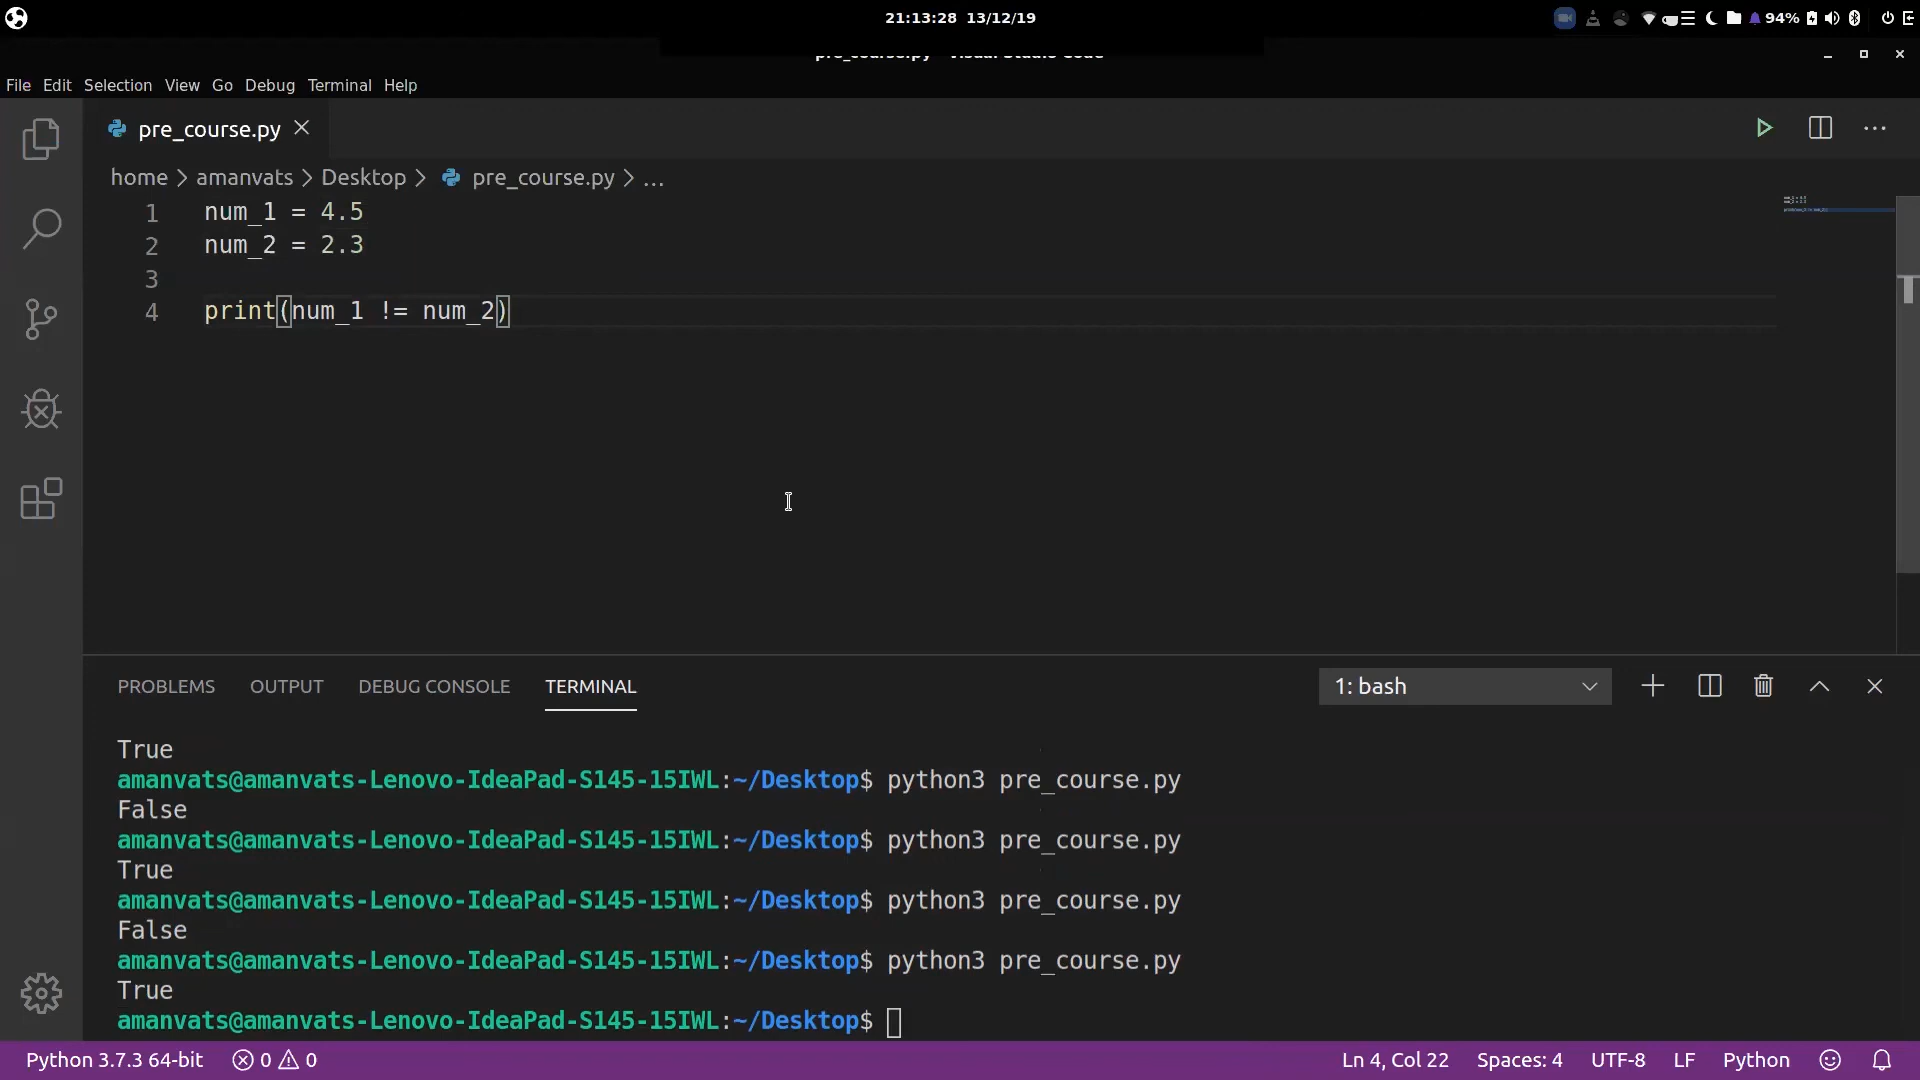 21:13:28 13/12/19
94%
pre_course.py - Visual Studio Code
File Edit Selection View Go Debug Terminal Help
pre_course.py
home > amanvats > Desktop > pre_course.py > ...
1 num_1 = 4.5
2 num_2 = 2.3
3
4 print(num_1 != num_2)
PROBLEMS OUTPUT DEBUG CONSOLE TERMINAL 1: bash
True
amanvats@amanvats-Lenovo-IdeaPad-S145-15IWL:~/Desktop$ python3 pre_course.py
False
amanvats@amanvats-Lenovo-IdeaPad-S145-15IWL:~/Desktop$ python3 pre_course.py
True
amanvats@amanvats-Lenovo-IdeaPad-S145-15IWL:~/Desktop$ python3 pre_course.py
False
amanvats@amanvats-Lenovo-IdeaPad-S145-15IWL:~/Desktop$ python3 pre_course.py
True
amanvats@amanvats-Lenovo-IdeaPad-S145-15IWL:~/Desktop$
Python 3.7.3 64-bit 0 0 Ln 4, Col 22 Spaces: 4 UTF-8 LF Python